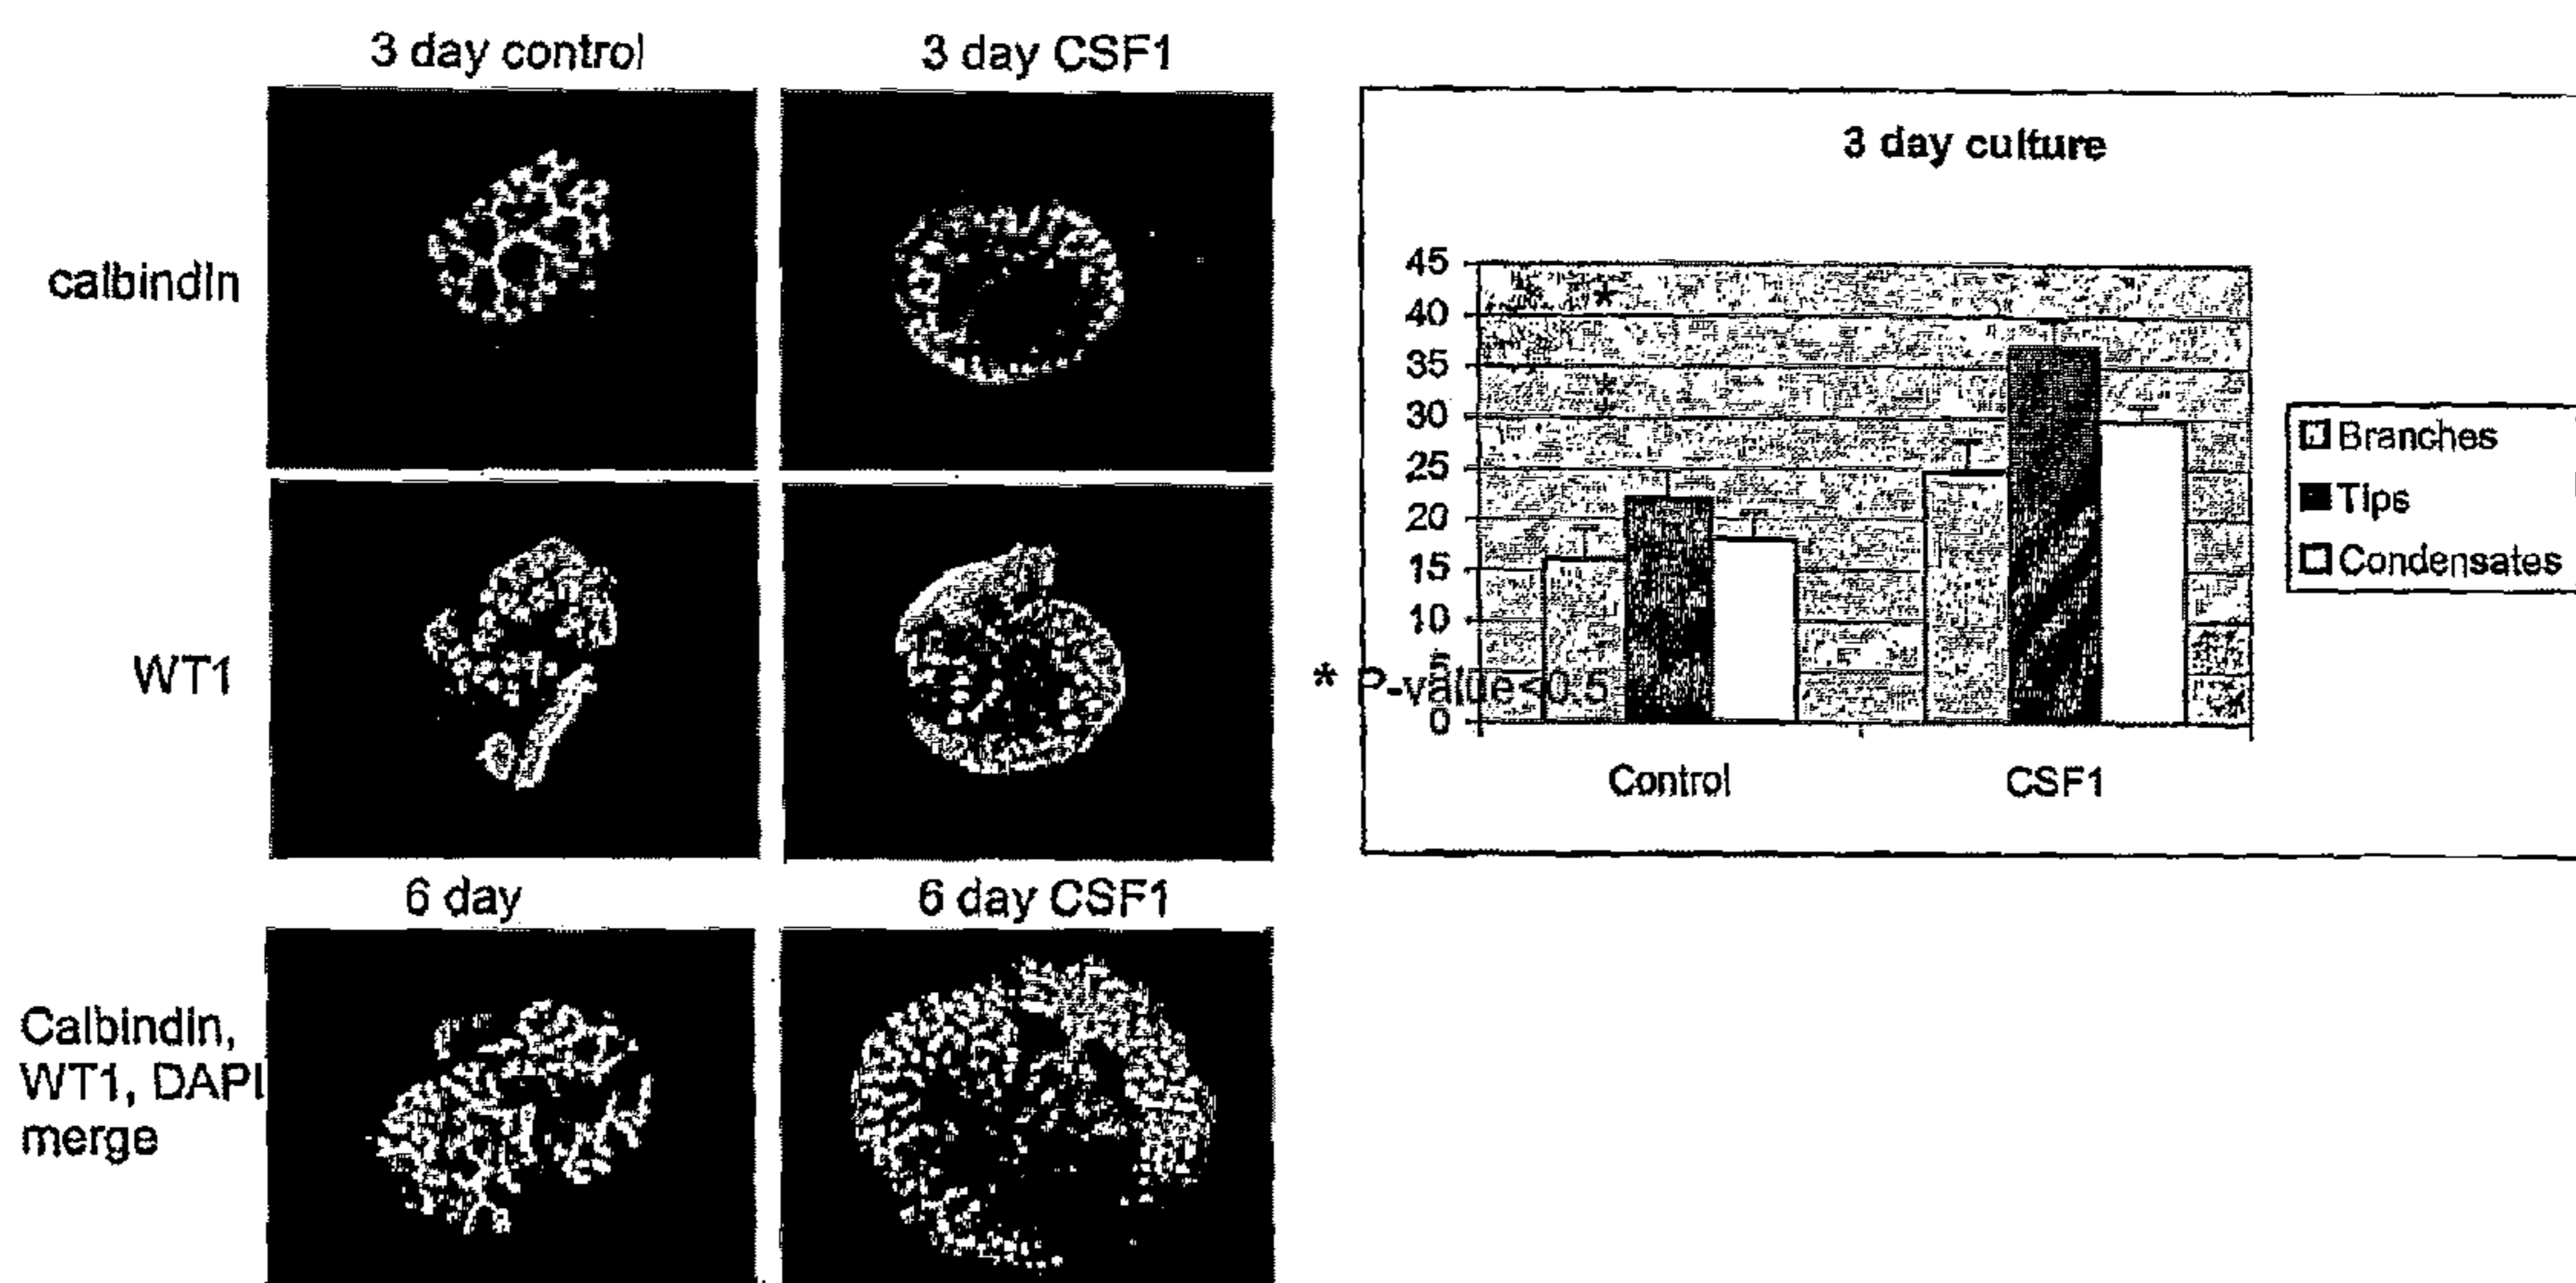 3 day control
3 day CSF1
calbindin
WT1
6 day
6 day CSF1
Calbindin,
WT1, DAPI
merge
3 day culture
45
*
40
35
*
30
25
20
15
10
5
0
* P-value<0.5
Control
CSF1
Branches
Tips
Condensates